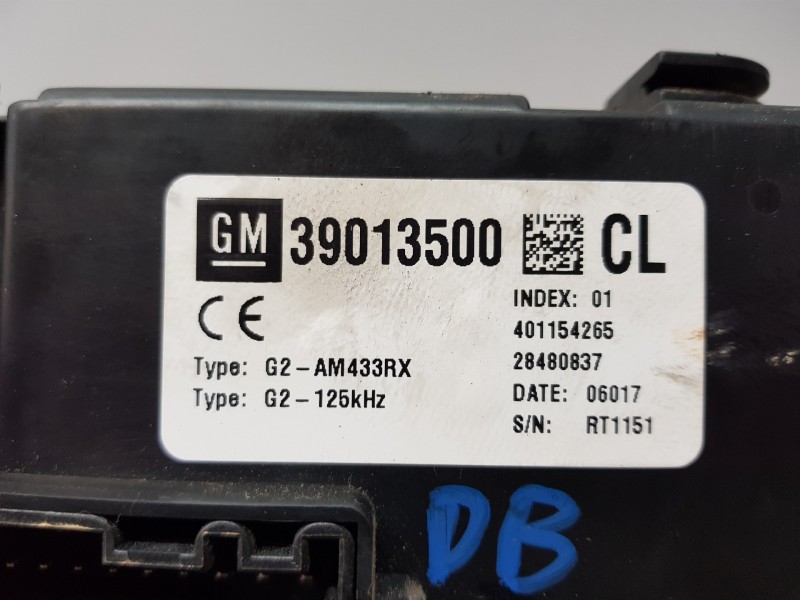 GM 39013500 CL
CE
INDEX: 01
401154265
Type: G2-AM433RX
28480837
Type: G2-125kHz
DATE: 06017
S/N: RT1151
DB